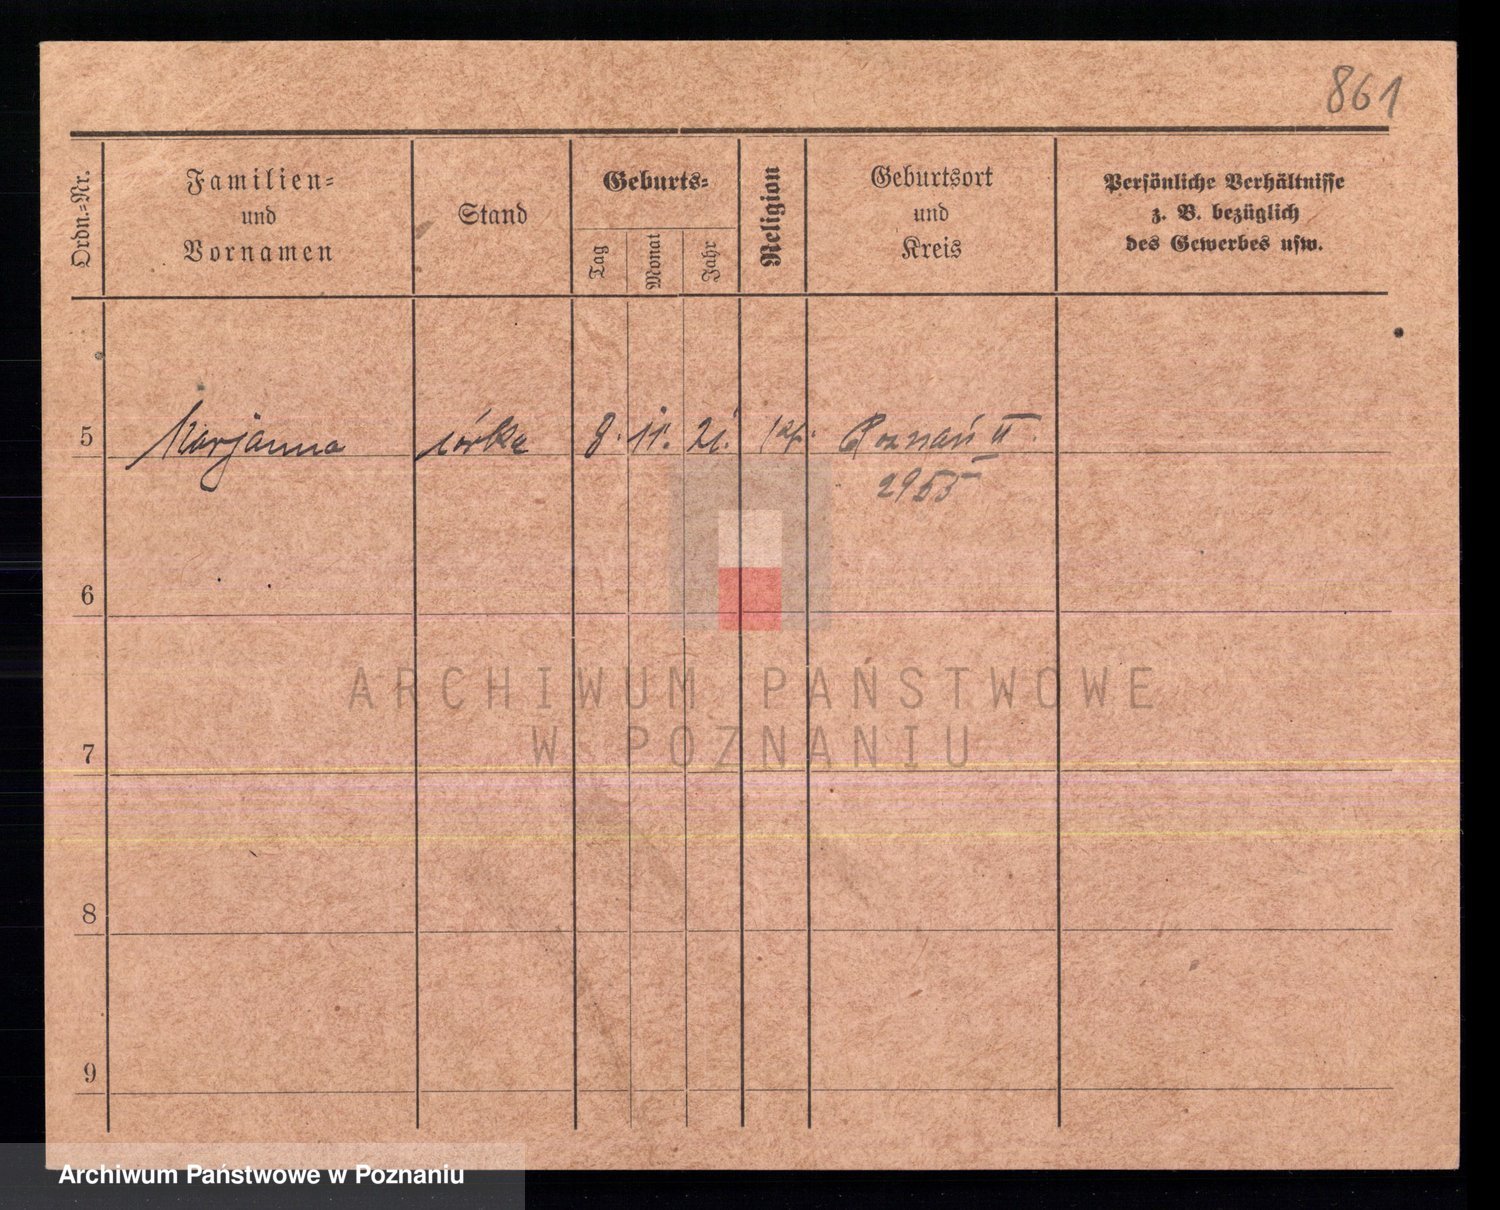 861
Ordn.-Nr.
Familien-
und
Vornamen
Stand
Geburts-
Tag
Monat
Jahr
Religion
Geburtsort
und
Kreis
Persönliche Verhältnisse
z. B. bezüglich
des Gewerbes usw.
5 Marjanna córka 8. 11. 21. Poznań II.
2955
6
7
8
9
ARCHIWUM PAŃSTWOWE
W POZNANIU
Archiwum Państwowe w Poznaniu